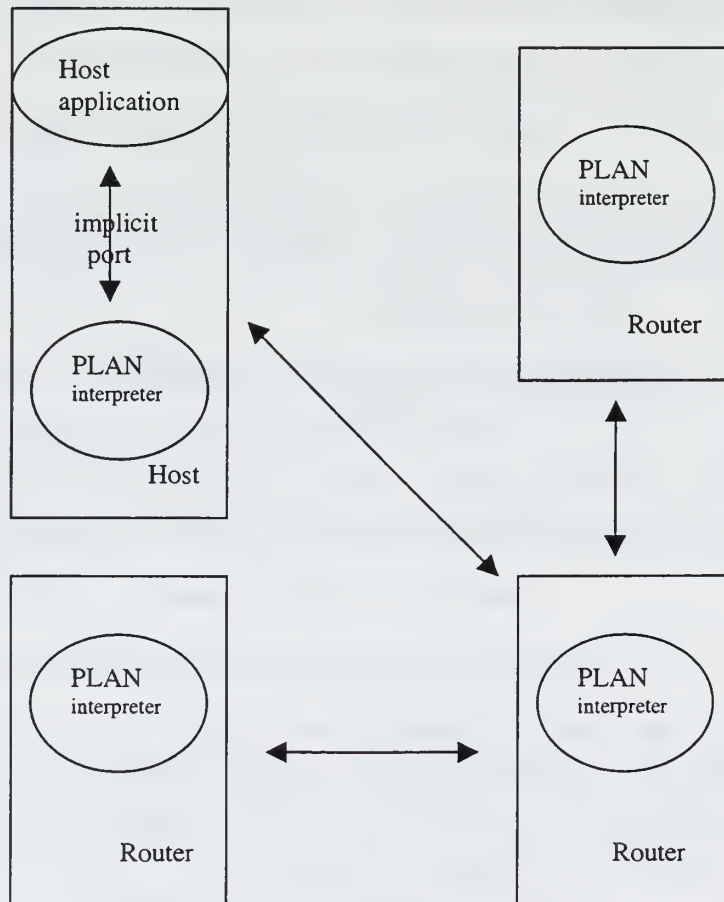 Host
application
implicit
port
PLAN
interpreter
Host
PLAN
interpreter
Router
PLAN
interpreter
Router
PLAN
interpreter
Router